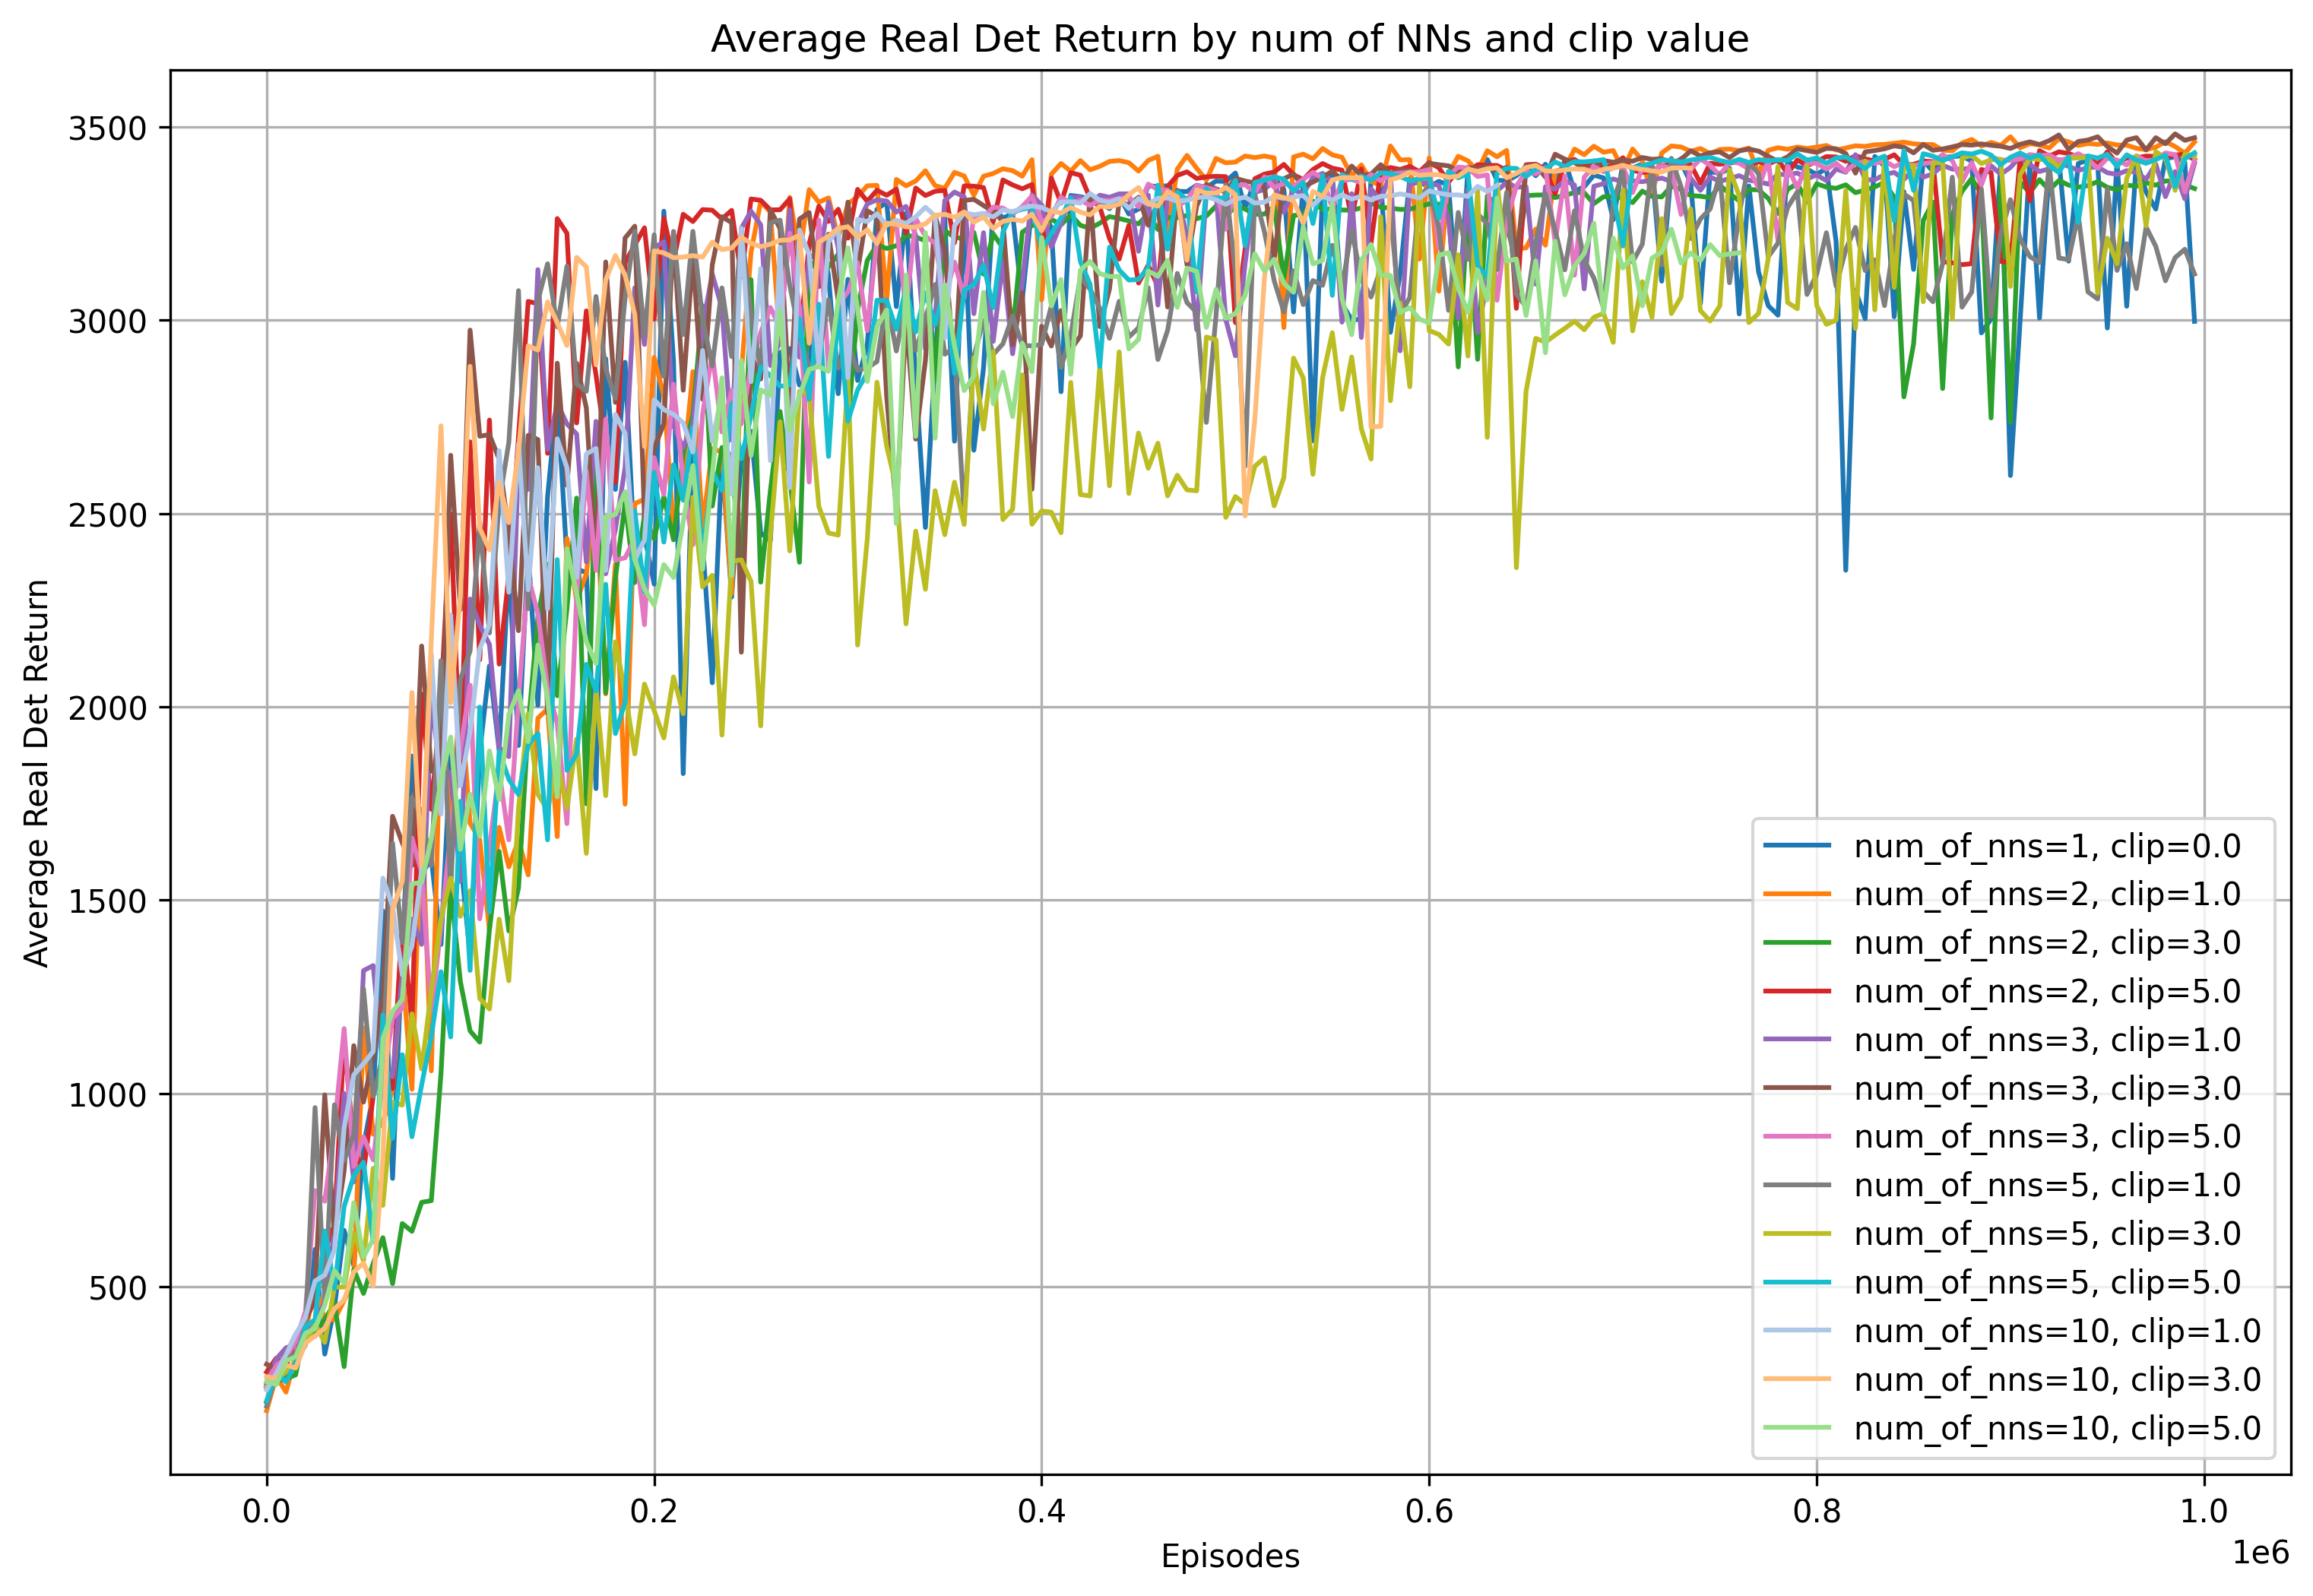 Average Real Det Return by num of NNs and clip value
Average Real Det Return
3500
3000
2500
2000
1500
1000
500
num_of_nns=1, clip=0.0
num_of_nns=2, clip=1.0
num_of_nns=2, clip=3.0
num_of_nns=2, clip=5.0
num_of_nns=3, clip=1.0
num_of_nns=3, clip=3.0
num_of_nns=3, clip=5.0
num_of_nns=5, clip=1.0
num_of_nns=5, clip=3.0
num_of_nns=5, clip=5.0
num_of_nns=10, clip=1.0
num_of_nns=10, clip=3.0
num_of_nns=10, clip=5.0
0.0 0.2 0.4 0.6 0.8 1.0
1e6
Episodes